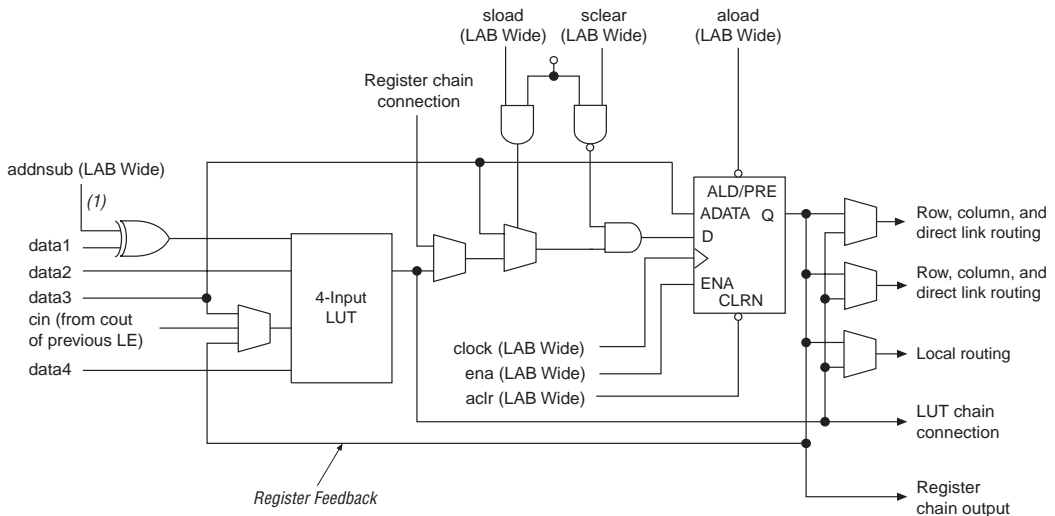 sload
(LAB Wide)
sclear
(LAB Wide)
aload
(LAB Wide)
Register chain
connection
addnsub (LAB Wide)
(1)
data1
data2
data3
cin (from cout
of previous LE)
data4
4-Input
LUT
ALD/PRE
ADATA Q
D
ENA
CLRN
clock (LAB Wide)
ena (LAB Wide)
aclr (LAB Wide)
Row, column, and
direct link routing
Row, column, and
direct link routing
Local routing
LUT chain
connection
Register
chain output
Register Feedback